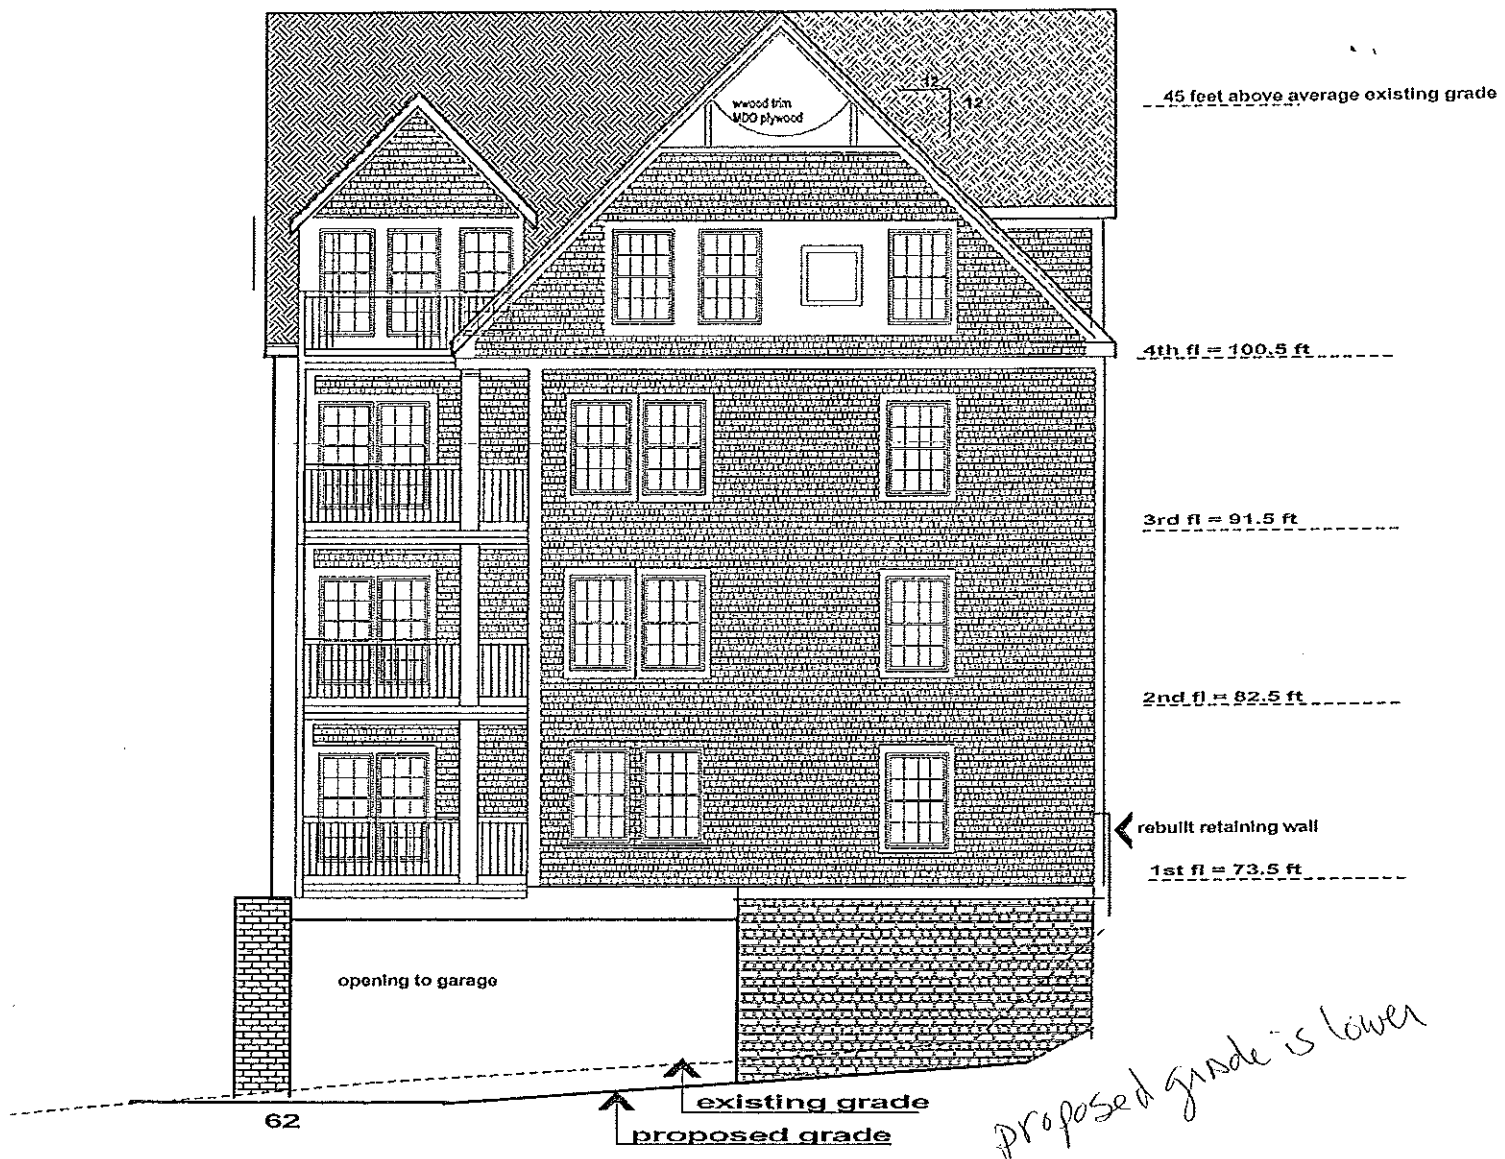 45 feet above average existing grade
12
12
wwood trim
MDO plywood
4th fl = 100.5 ft
3rd fl = 91.5 ft
2nd fl = 82.5 ft
rebuilt retaining wall
1st fl = 73.5 ft
opening to garage
existing grade
62
proposed grade
proposed grade is lower